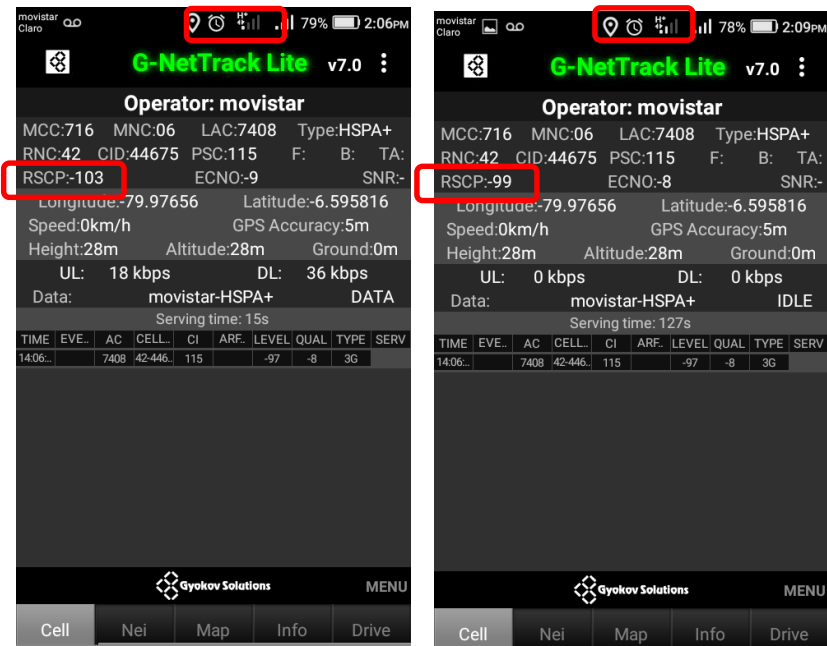 movistar
Claro
H+
79%
2:06PM
G-NetTrack Lite v7.0
Operator: movistar
MCC:716 MNC:06 LAC:7408 Type:HSPA+
RNC:42 CID:44675 PSC:115 F: B: TA:
RSCP:-103 ECNO:-9 SNR:-
Longitude:-79.97656 Latitude:-6.595816
Speed:0km/h GPS Accuracy:5m
Height:28m Altitude:28m Ground:0m
UL: 18 kbps DL: 36 kbps
Data: movistar-HSPA+ DATA
Serving time: 15s
TIME EVE.. AC CELL.. CI ARF.. LEVEL QUAL TYPE SERV
14:06:.. 7408 42-446.. 115 -97 -8 3G
Gyokov Solutions MENU
Cell Nei Map Info Drive
movistar
Claro
H+
78%
2:09PM
G-NetTrack Lite v7.0
Operator: movistar
MCC:716 MNC:06 LAC:7408 Type:HSPA+
RNC:42 CID:44675 PSC:115 F: B: TA:
RSCP:-99 ECNO:-8 SNR:-
Longitude:-79.97656 Latitude:-6.595816
Speed:0km/h GPS Accuracy:5m
Height:28m Altitude:28m Ground:0m
UL: 0 kbps DL: 0 kbps
Data: movistar-HSPA+ IDLE
Serving time: 127s
TIME EVE.. AC CELL.. CI ARF.. LEVEL QUAL TYPE SERV
14:06:.. 7408 42-446.. 115 -97 -8 3G
Gyokov Solutions MENU
Cell Nei Map Info Drive